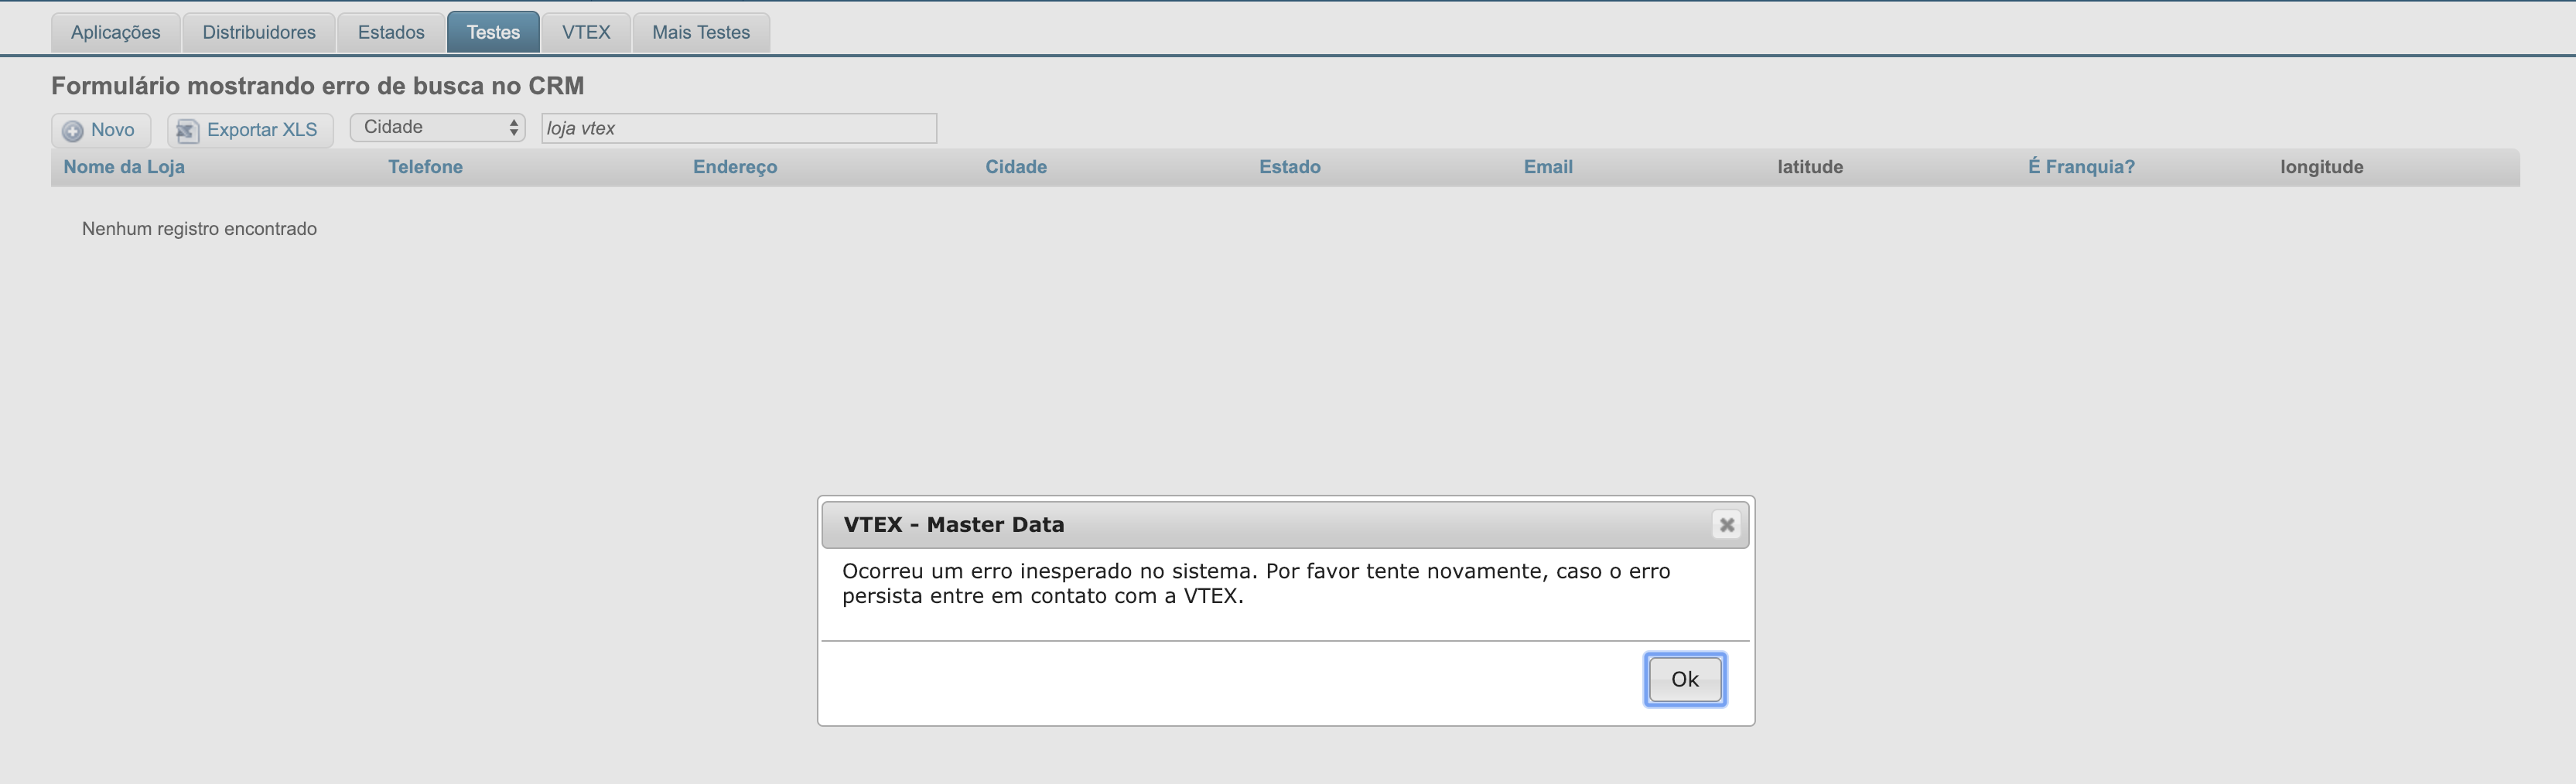 Aplicações Distribuidores Estados Testes VTEX Mais Testes
Formulário mostrando erro de busca no CRM
Novo Exportar XLS Cidade loja vtex
Nome da Loja Telefone Endereço Cidade Estado Email latitude É Franquia? longitude
Nenhum registro encontrado
VTEX - Master Data
Ocorreu um erro inesperado no sistema. Por favor tente novamente, caso o erro
persista entre em contato com a VTEX.
Ok